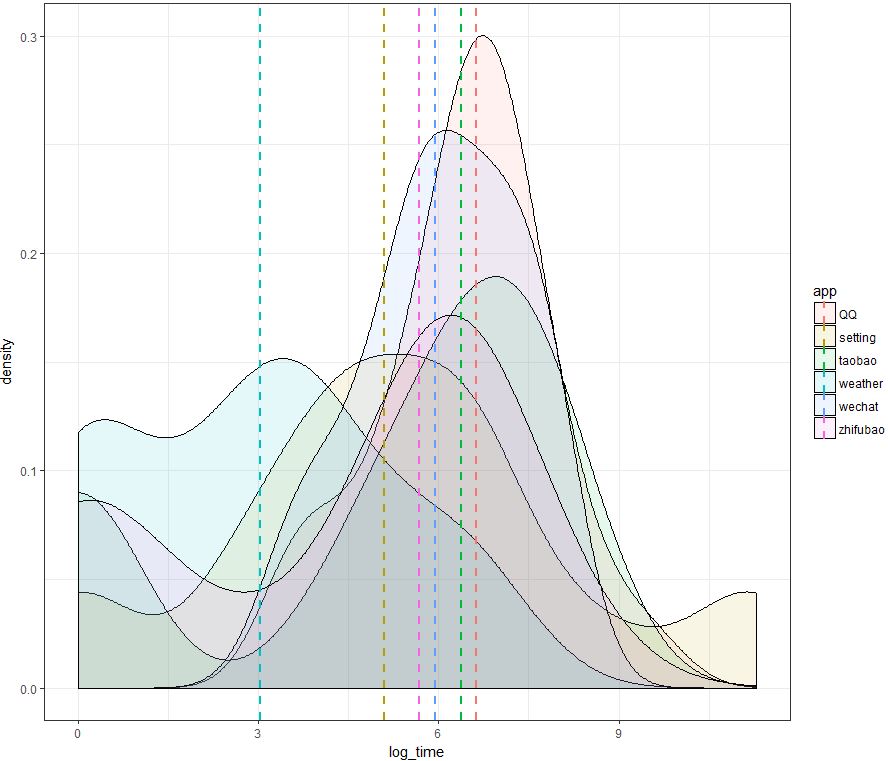 0.3
0.2
0.1
0.0
density
0
3
6
9
log_time
app
QQ
setting
taobao
weather
wechat
zhifubao